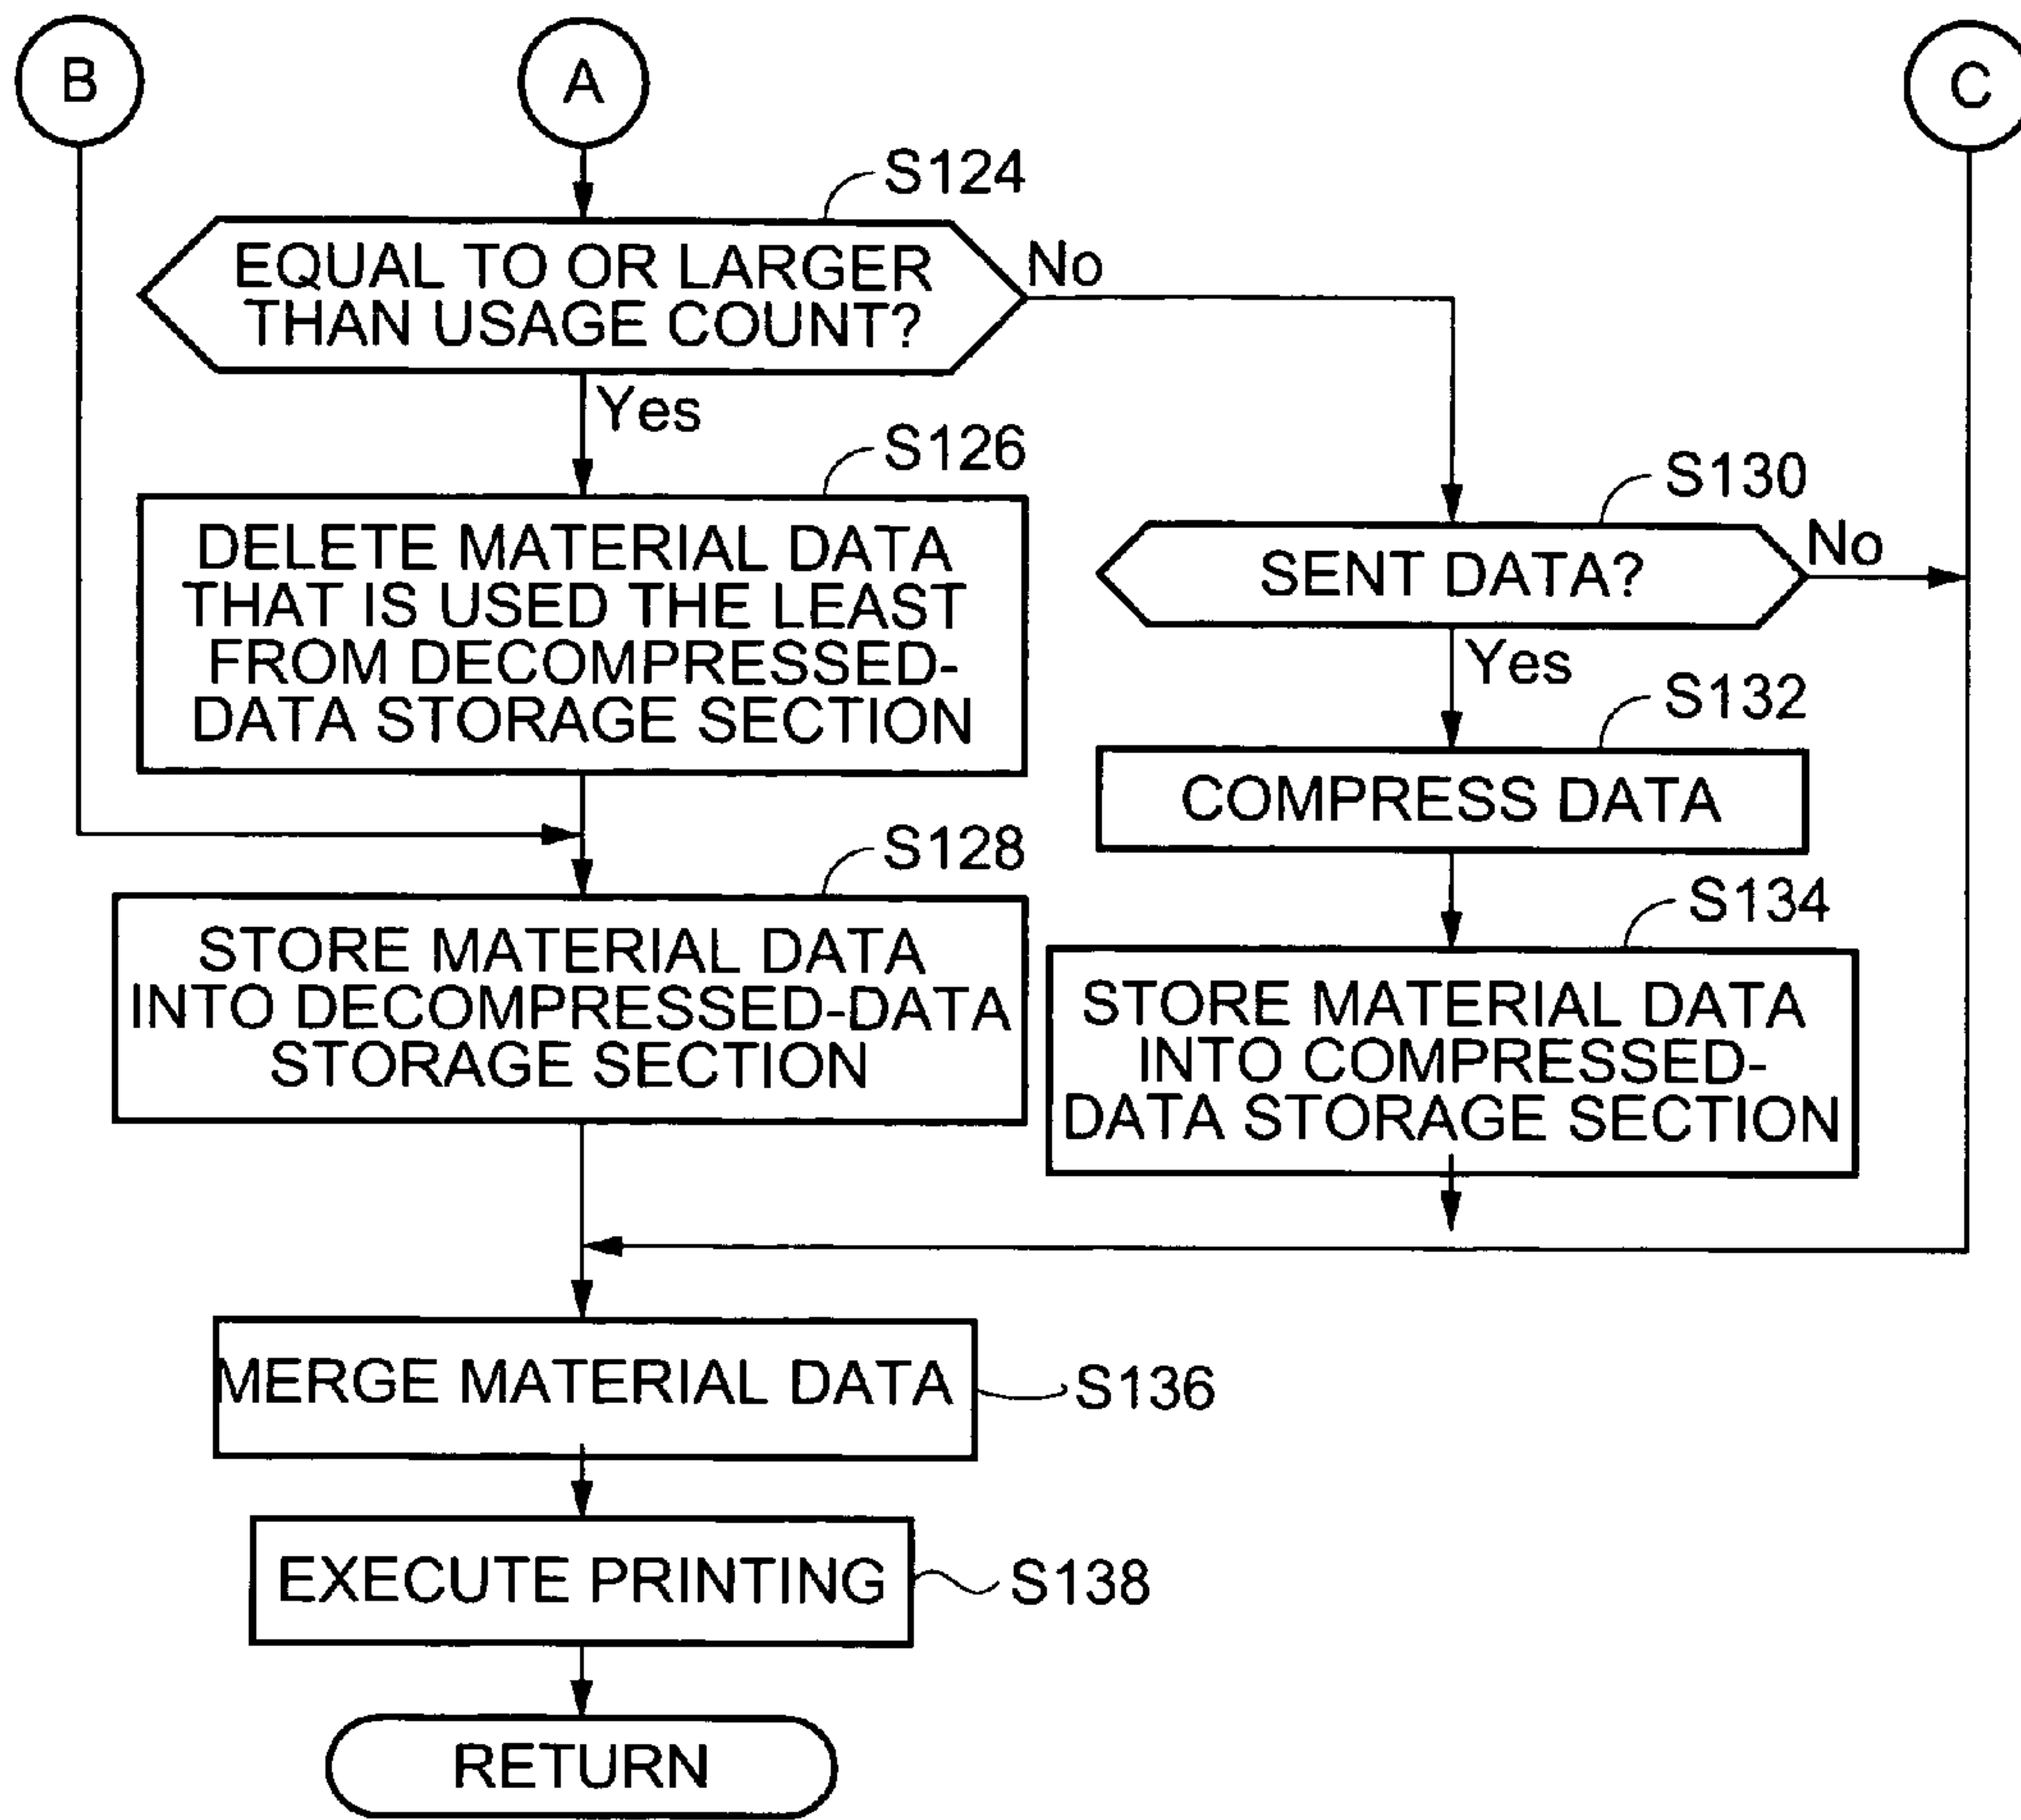 B
A
C
S124
EQUAL TO OR LARGER
THAN USAGE COUNT?
No
Yes
S126
DELETE MATERIAL DATA
THAT IS USED THE LEAST
FROM DECOMPRESSED-
DATA STORAGE SECTION
S130
SENT DATA?
No
Yes
S132
COMPRESS DATA
S128
STORE MATERIAL DATA
INTO DECOMPRESSED-DATA
STORAGE SECTION
S134
STORE MATERIAL DATA
INTO COMPRESSED-
DATA STORAGE SECTION
MERGE MATERIAL DATA
S136
EXECUTE PRINTING
S138
RETURN